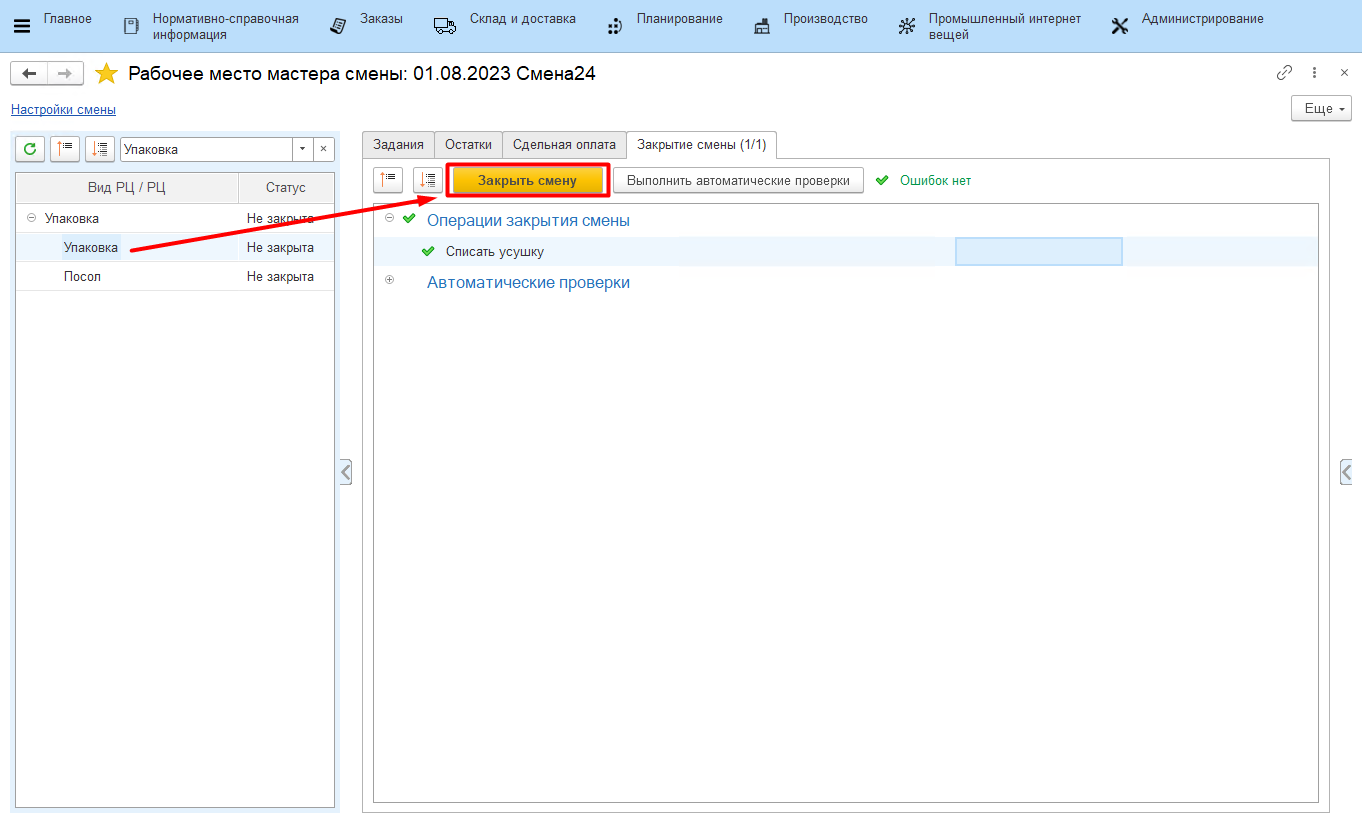 Главное
Нормативно-справочная
информация
Заказы
Склад и доставка
Планирование
Производство
Промышленный интернет
вещей
Администрирование
Рабочее место мастера смены: 01.08.2023 Смена24
Настройки смены
Еще
Упаковка
Вид РЦ / РЦ
Статус
Упаковка
Не закрыта
Упаковка
Не закрыта
Посол
Не закрыта
Задания
Остатки
Сдельная оплата
Закрытие смены (1/1)
Закрыть смену
Выполнить автоматические проверки
Ошибок нет
Операции закрытия смены
Списать усушку
Автоматические проверки